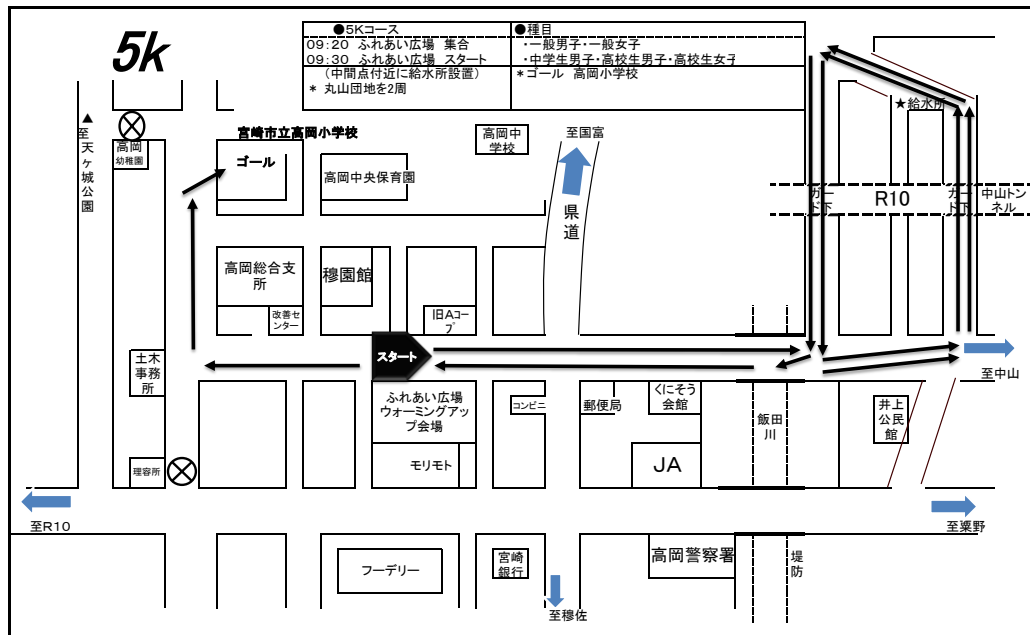 5k
●5Kコース
09:20 ふれあい広場 集合
09:30 ふれあい広場 スタート
(中間点付近に給水所設置)
* 丸山団地を2周
●種目
・一般男子・一般女子
・中学生男子・高校生男子・高校生女子
*ゴール 高岡小学校
▲至天ヶ城公園
高岡
幼稚園
宮崎市立高岡小学校
ゴール
高岡中央保育園
高岡中
学校
至国富
県道
★給水所
ガード下
R10
ガード下
中山トン
ネル
高岡総合支
所
改善セ
ンター
穆園館
旧Aコー
プ
スタート
土木
事務
所
至中山
ふれあい広場
ウォーミングアッ
プ会場
モリモト
コンビニ
郵便局
くにそう
会館
JA
飯田
川
井上
公民
館
理容所
至R10
至粟野
フーデリー
宮崎
銀行
高岡警察署
堤防
至穆佐